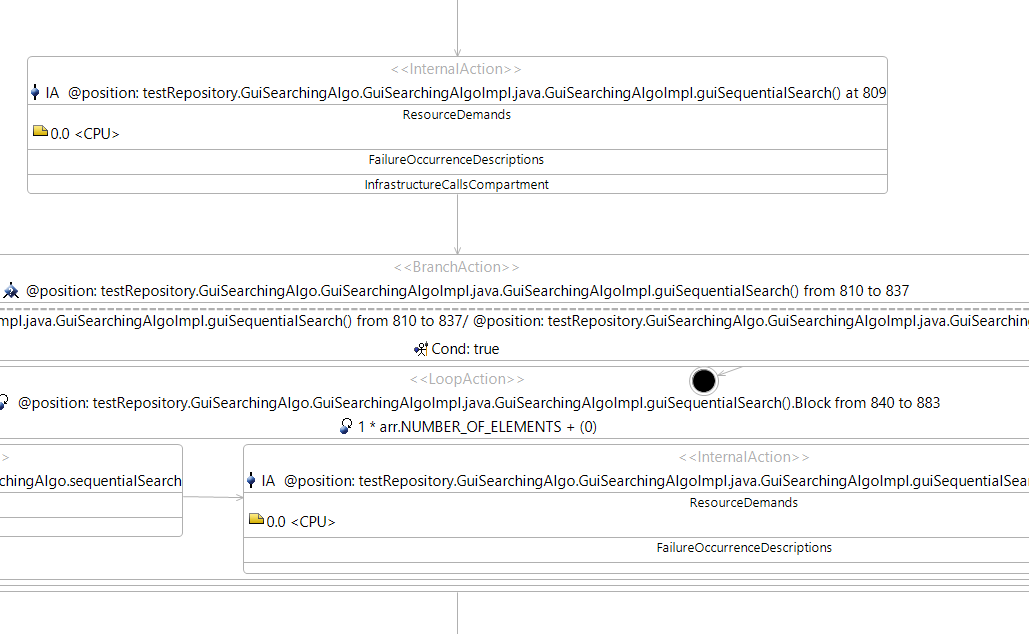 <<InternalAction>>
IA @position: testRepository.GuiSearchingAlgo.GuiSearchingAlgoImpl.java.GuiSearchingAlgoImpl.guiSequentialSearch() at 809
ResourceDemands
0.0 <CPU>
FailureOccurrenceDescriptions
InfrastructureCallsCompartment
<<BranchAction>>
@position: testRepository.GuiSearchingAlgo.GuiSearchingAlgoImpl.java.GuiSearchingAlgoImpl.guiSequentialSearch() from 810 to 837
mpl.java.GuiSearchingAlgoImpl.guiSequentialSearch() from 810 to 837/ @position: testRepository.GuiSearchingAlgo.GuiSearchingAlgoImpl.java.GuiSearching
Cond: true
<<LoopAction>>
@position: testRepository.GuiSearchingAlgo.GuiSearchingAlgoImpl.java.GuiSearchingAlgoImpl.guiSequentialSearch().Block from 840 to 883
1 * arr.NUMBER_OF_ELEMENTS + (0)
>
chingAlgo.sequentialSearch
<<InternalAction>>
IA @position: testRepository.GuiSearchingAlgo.GuiSearchingAlgoImpl.java.GuiSearchingAlgoImpl.guiSequentialSear
ResourceDemands
0.0 <CPU>
FailureOccurrenceDescriptions